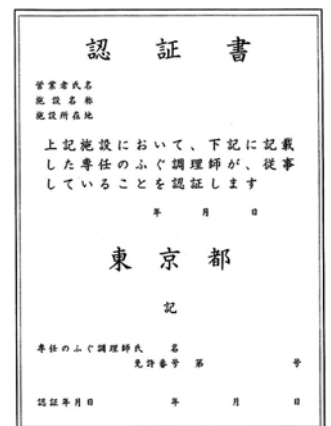 認証書
営業者氏名
施設名称
施設所在地
上記施設において、下記に記載
した専任のふぐ調理師が、従事
していることを認証します
年 月 日
東京都
記
専任のふぐ調理師氏 名
免許番号 第 号
認証年月日 年 月 日